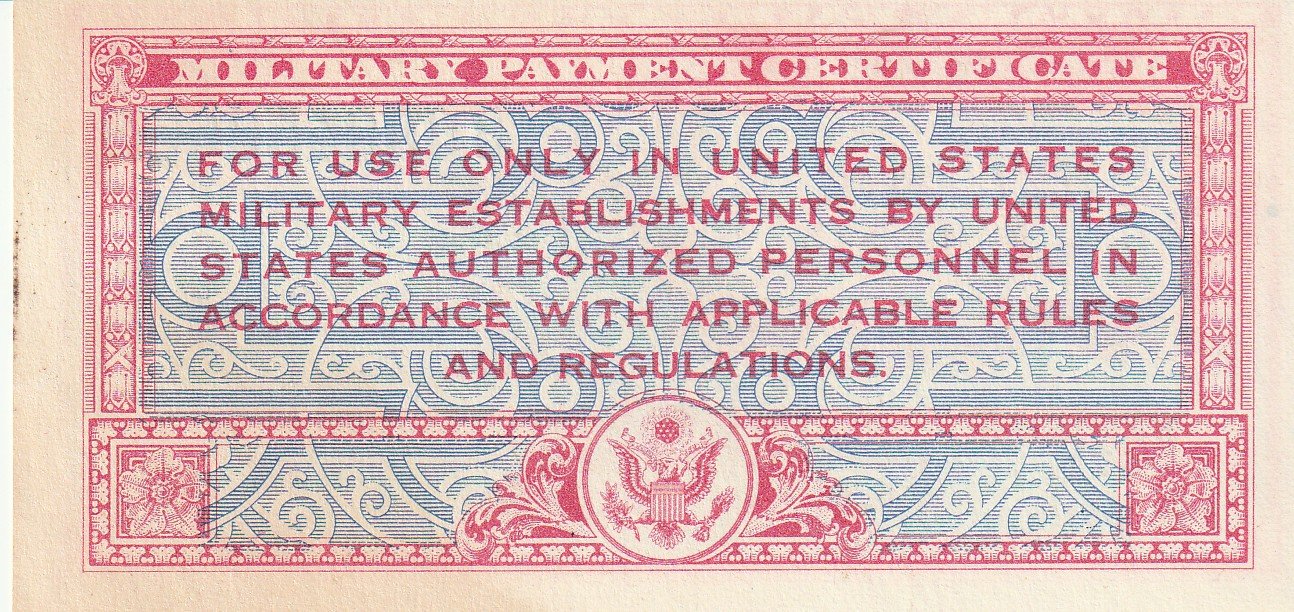 MILITARY PAYMENT CERTIFICATE
FOR USE ONLY IN UNITED STATES
MILITARY ESTABLISHMENTS BY UNITED
STATES AUTHORIZED PERSONNEL IN
ACCORDANCE WITH APPLICABLE RULES
AND REGULATIONS.